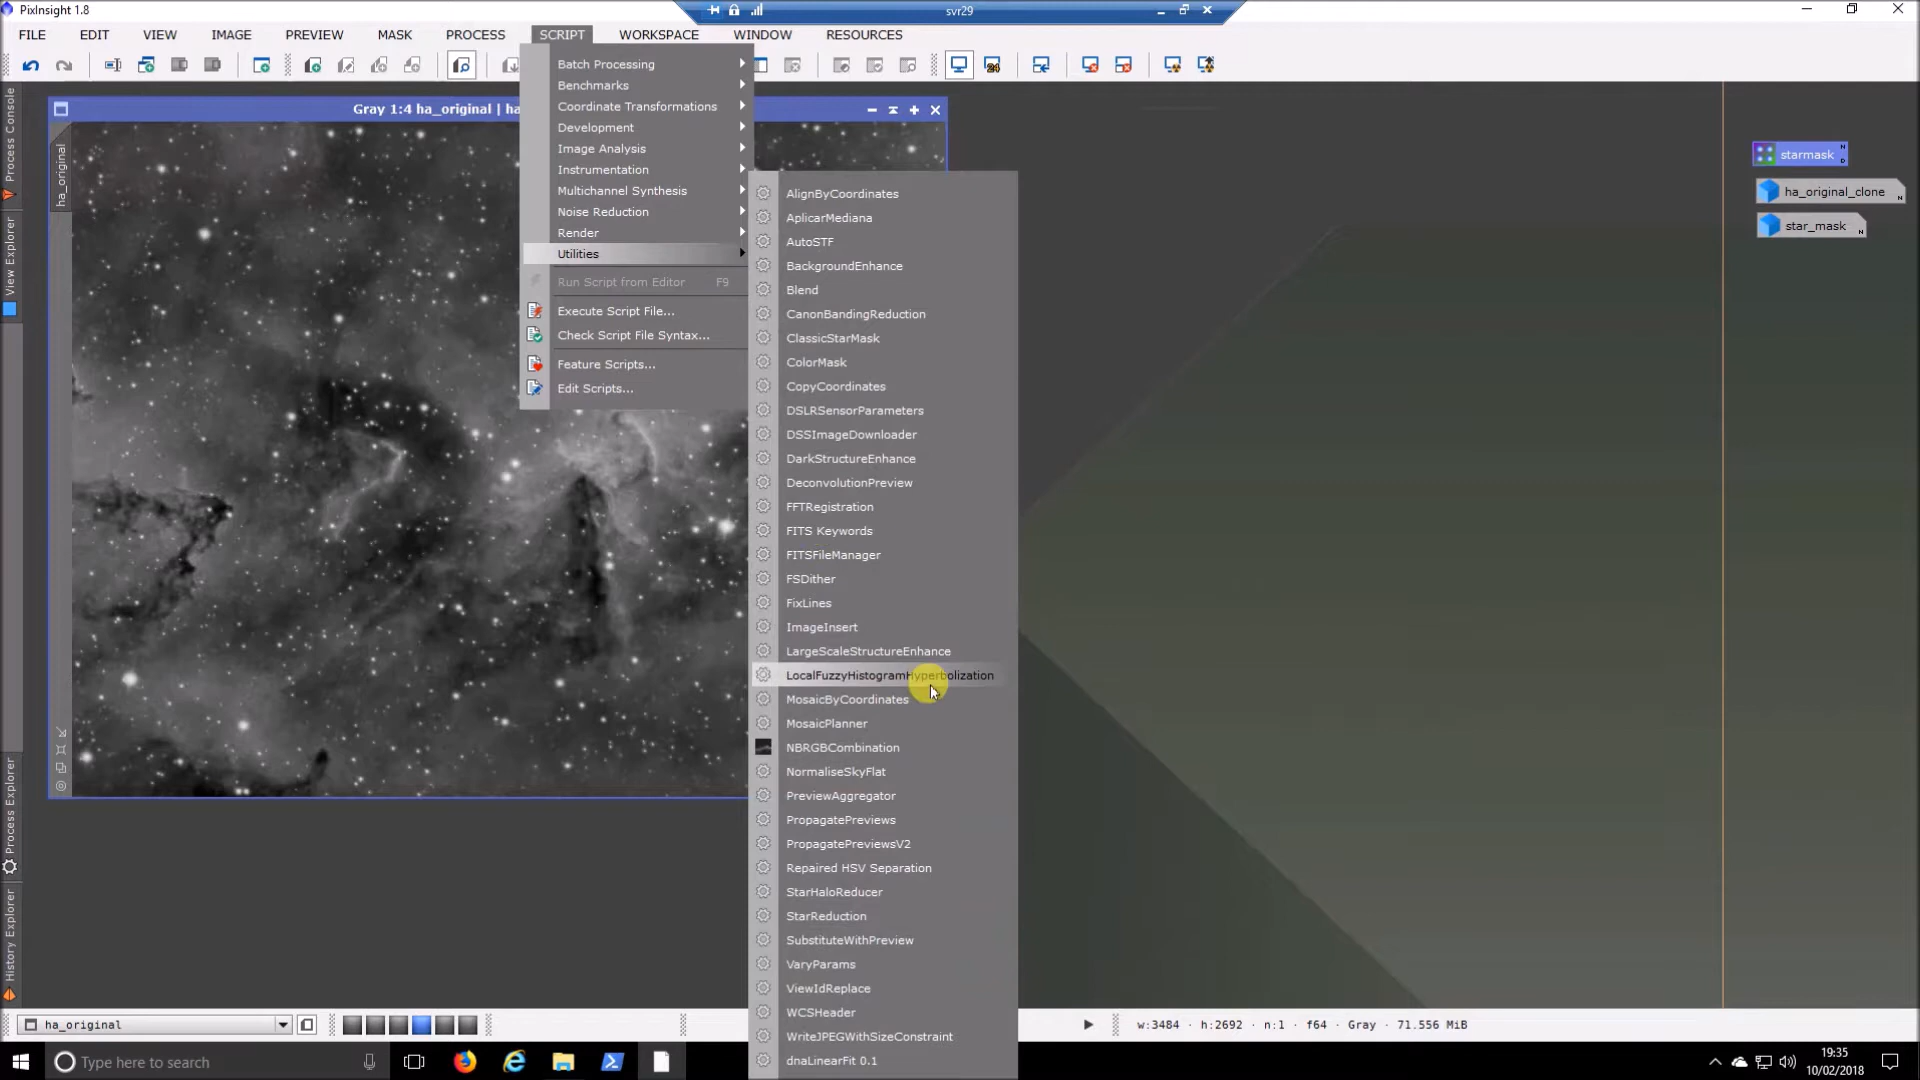 PixInsight 1.8
svr29
FILE EDIT VIEW IMAGE PREVIEW MASK PROCESS SCRIPT WORKSPACE WINDOW RESOURCES
Gray 1:4 ha_original | ha
ha_original
Process Console
View Explorer
Process Explorer
History Explorer
Batch Processing
Benchmarks
Coordinate Transformations
Development
Image Analysis
Instrumentation
Multichannel Synthesis
Noise Reduction
Render
Utilities
Run Script from Editor F9
Execute Script File...
Check Script File Syntax...
Feature Scripts...
Edit Scripts...
AlignByCoordinates
AplicarMediana
AutoSTF
BackgroundEnhance
Blend
CanonBandingReduction
ClassicStarMask
ColorMask
CopyCoordinates
DSLRSensorParameters
DSSImageDownloader
DarkStructureEnhance
DeconvolutionPreview
FFTRegistration
FITS Keywords
FITSFileManager
FSDither
FixLines
ImageInsert
LargeScaleStructureEnhance
LocalFuzzyHistogramHyperbolization
MosaicByCoordinates
MosaicPlanner
NBRGBCombination
NormaliseSkyFlat
PreviewAggregator
PropagatePreviews
PropagatePreviewsV2
Repaired HSV Separation
StarHaloReducer
StarReduction
SubstituteWithPreview
VaryParams
ViewIdReplace
WCSHeader
WriteJPEGWithSizeConstraint
dnaLinearFit 0.1
starmask
N
D
ha_original_clone
N
star_mask
N
ha_original
w:3484 · h:2692 · n:1 · f64 · Gray · 71.556 MiB
Type here to search
19:35
10/02/2018